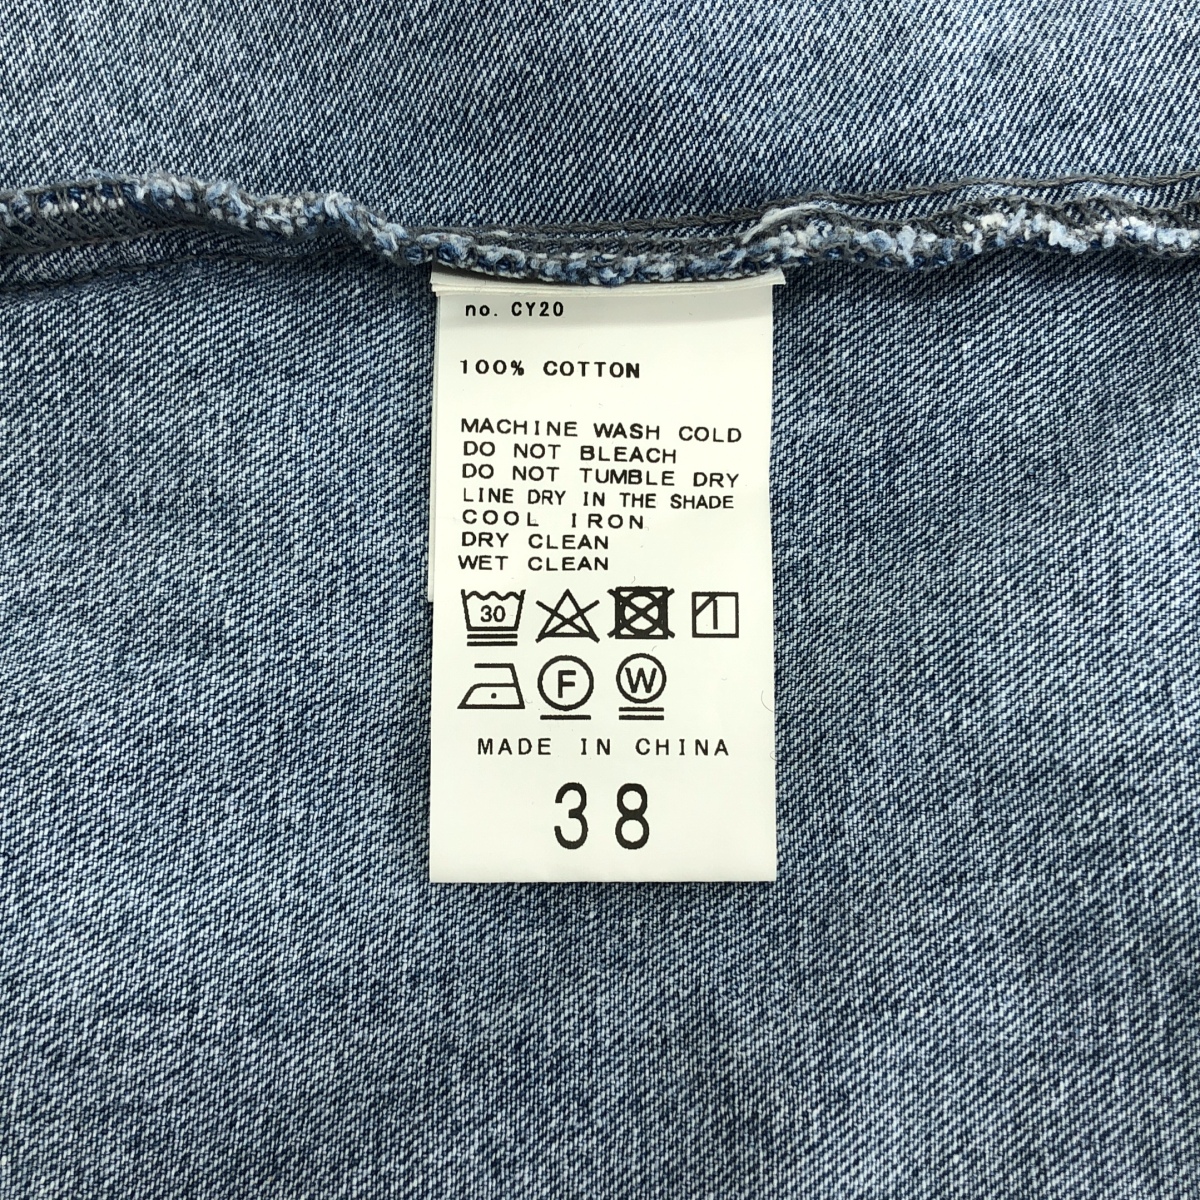 no. CY20
100% COTTON
MACHINE WASH COLD
DO NOT BLEACH
DO NOT TUMBLE DRY
LINE DRY IN THE SHADE
COOL IRON
DRY CLEAN
WET CLEAN
30
F W
MADE IN CHINA
38